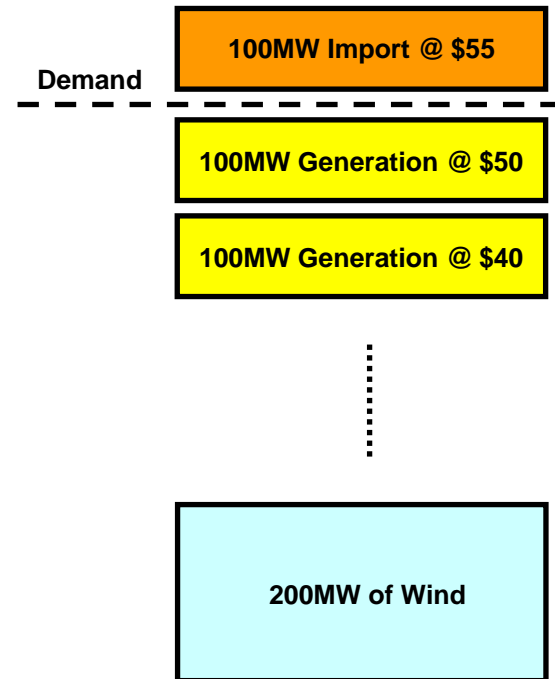 100MW Import @ $55
Demand
100MW Generation @ $50
100MW Generation @ $40
200MW of Wind